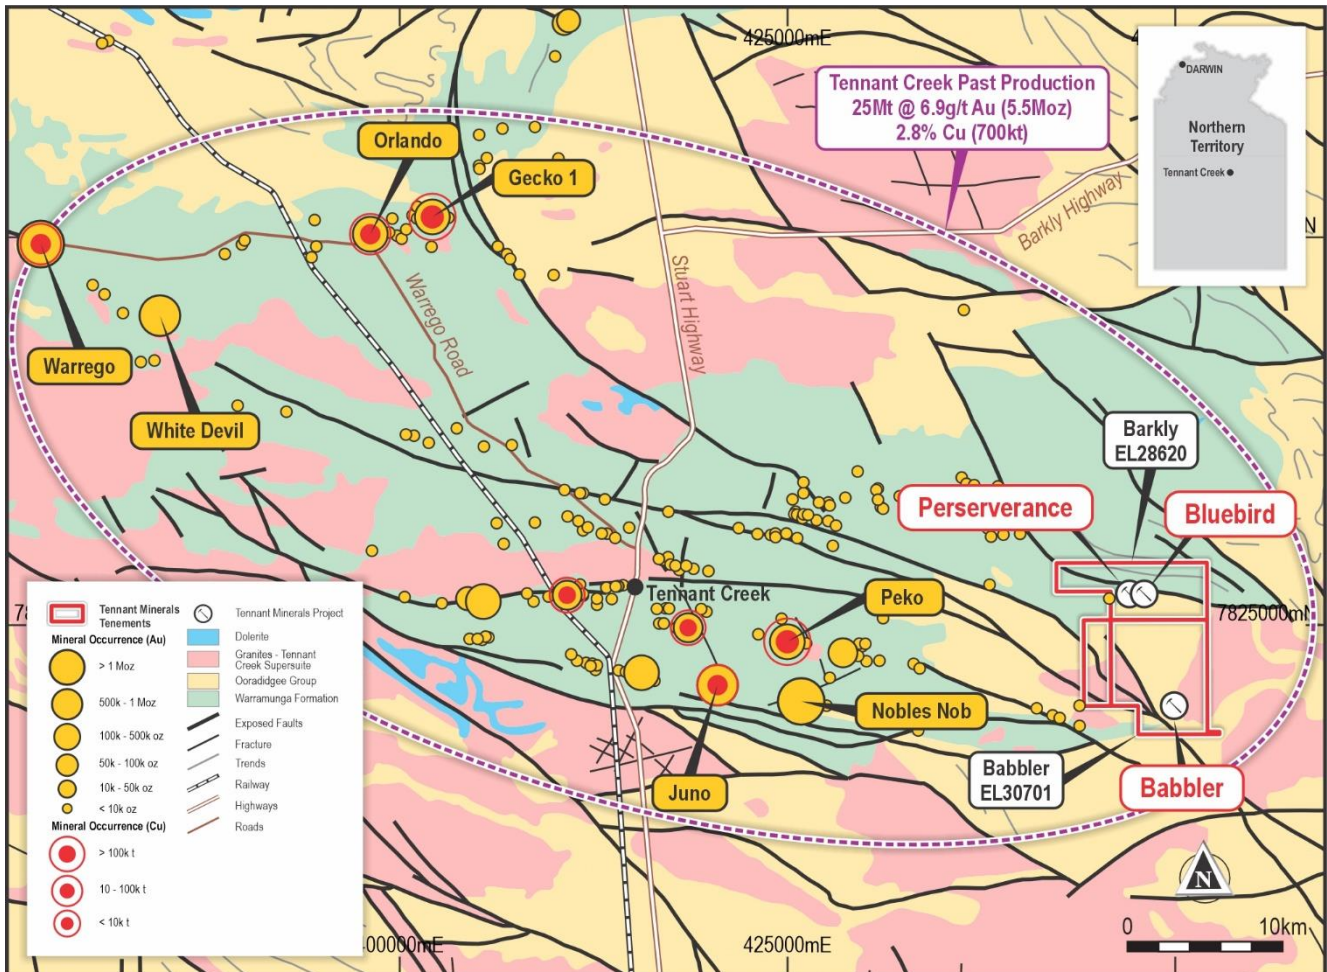 425000mE
4
Tennant Creek Past Production
25Mt @ 6.9g/t Au (5.5Moz)
2.8% Cu (700kt)
DARWIN
Northern
Territory
Tennant Creek
Orlando
Gecko 1
Barkly Highway
N
Warrego Road
Stuart Highway
Warrego
White Devil
Barkly
EL28620
Perserverance
Bluebird
Tennant Creek
Peko
78
7825000mN
Nobles Nob
Juno
Babbler
EL30701
Babbler
Tennant Minerals
Tenements
Mineral Occurrence (Au)
> 1 Moz
500k - 1 Moz
100k - 500k oz
50k - 100k oz
10k - 50k oz
< 10k oz
Mineral Occurrence (Cu)
> 100k t
10 - 100k t
< 10k t
Tennant Minerals Project
Dolerite
Granites - Tennant
Creek Supersuite
Ooradidgee Group
Warramunga Formation
Exposed Faults
Fracture
Trends
Railway
Highways
Roads
00000mE
425000mE
N
0 10km